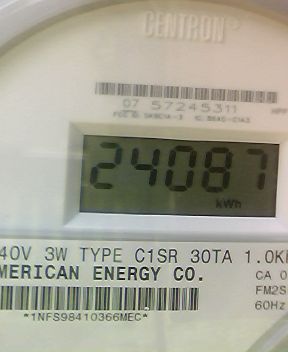 CENTRON®
07 57245311
24087
kWh
40V 3W TYPE C1SR 30TA 1.0K
MERICAN ENERGY CO.
CA 0
FM2S
60Hz
*1NFS98410366MEC*